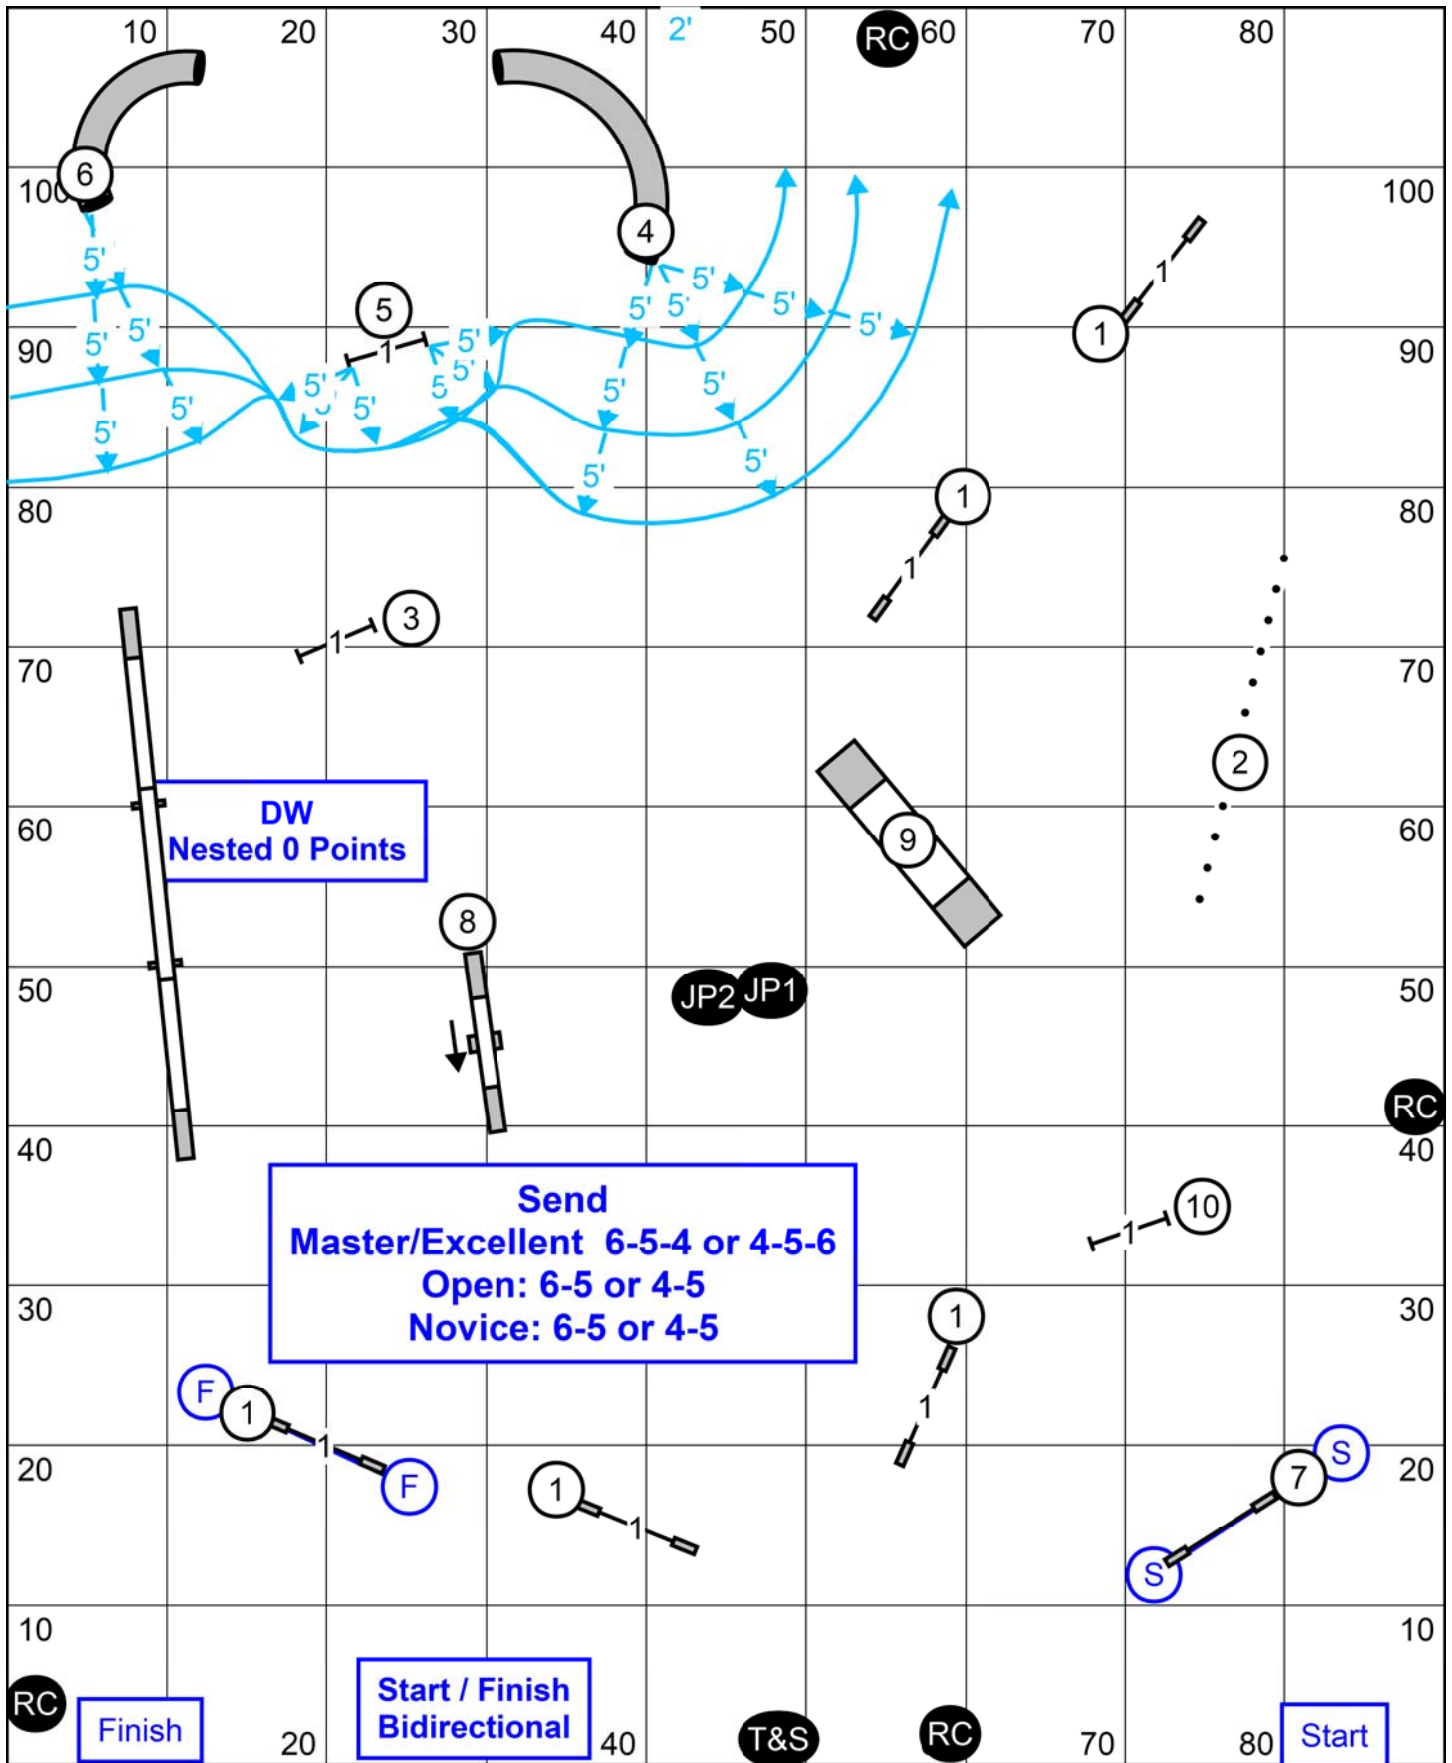 10 20 30 40 2' 50 RC 60 70 80
6
100 100
4
5' 5' 5' 5' 5' 5'
5 1
1
90 5' 5' 1 5' 5' 5' 5' 1 90
5' 5' 5' 5' 5' 5'
5' 5' 5'
80 1 80
1
3
1
70 70
2
DW
Nested 0 Points
60 9 60
8
50 JP2 JP1 50
RC
40 40
Send
Master/Excellent 6-5-4 or 4-5-6
Open: 6-5 or 4-5
Novice: 6-5 or 4-5
1 10
30 1 30
F 1 1
1 F
20 1 7 S 20
1
S
10 10
RC
Finish
Start / Finish
Bidirectional
20 40 T&S RC 70 80
Start